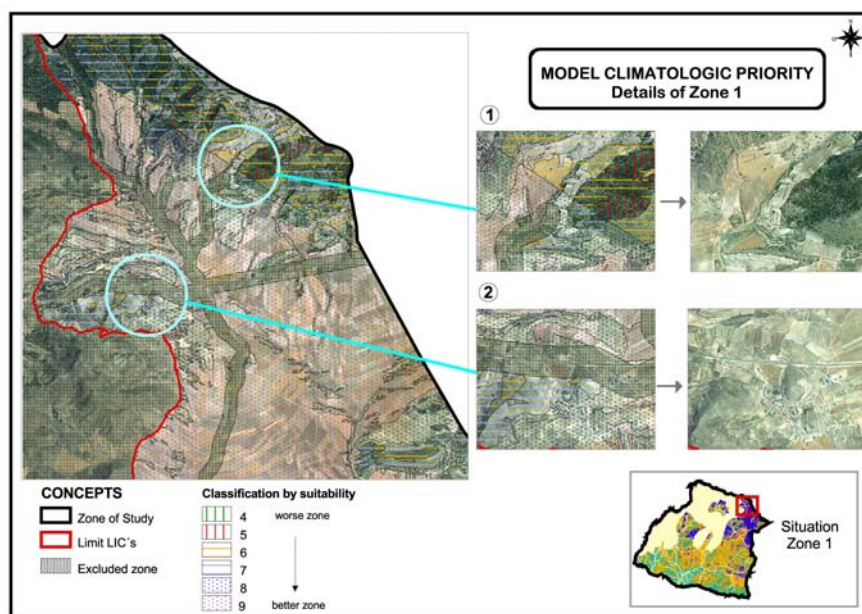 MODEL CLIMATOLOGIC PRIORITY
Details of Zone 1
1
2
CONCEPTS
Zone of Study
Limit LIC´s
Excluded zone
Classification by suitability
4 worse zone
5
6
7
8
9 better zone
Situation
Zone 1